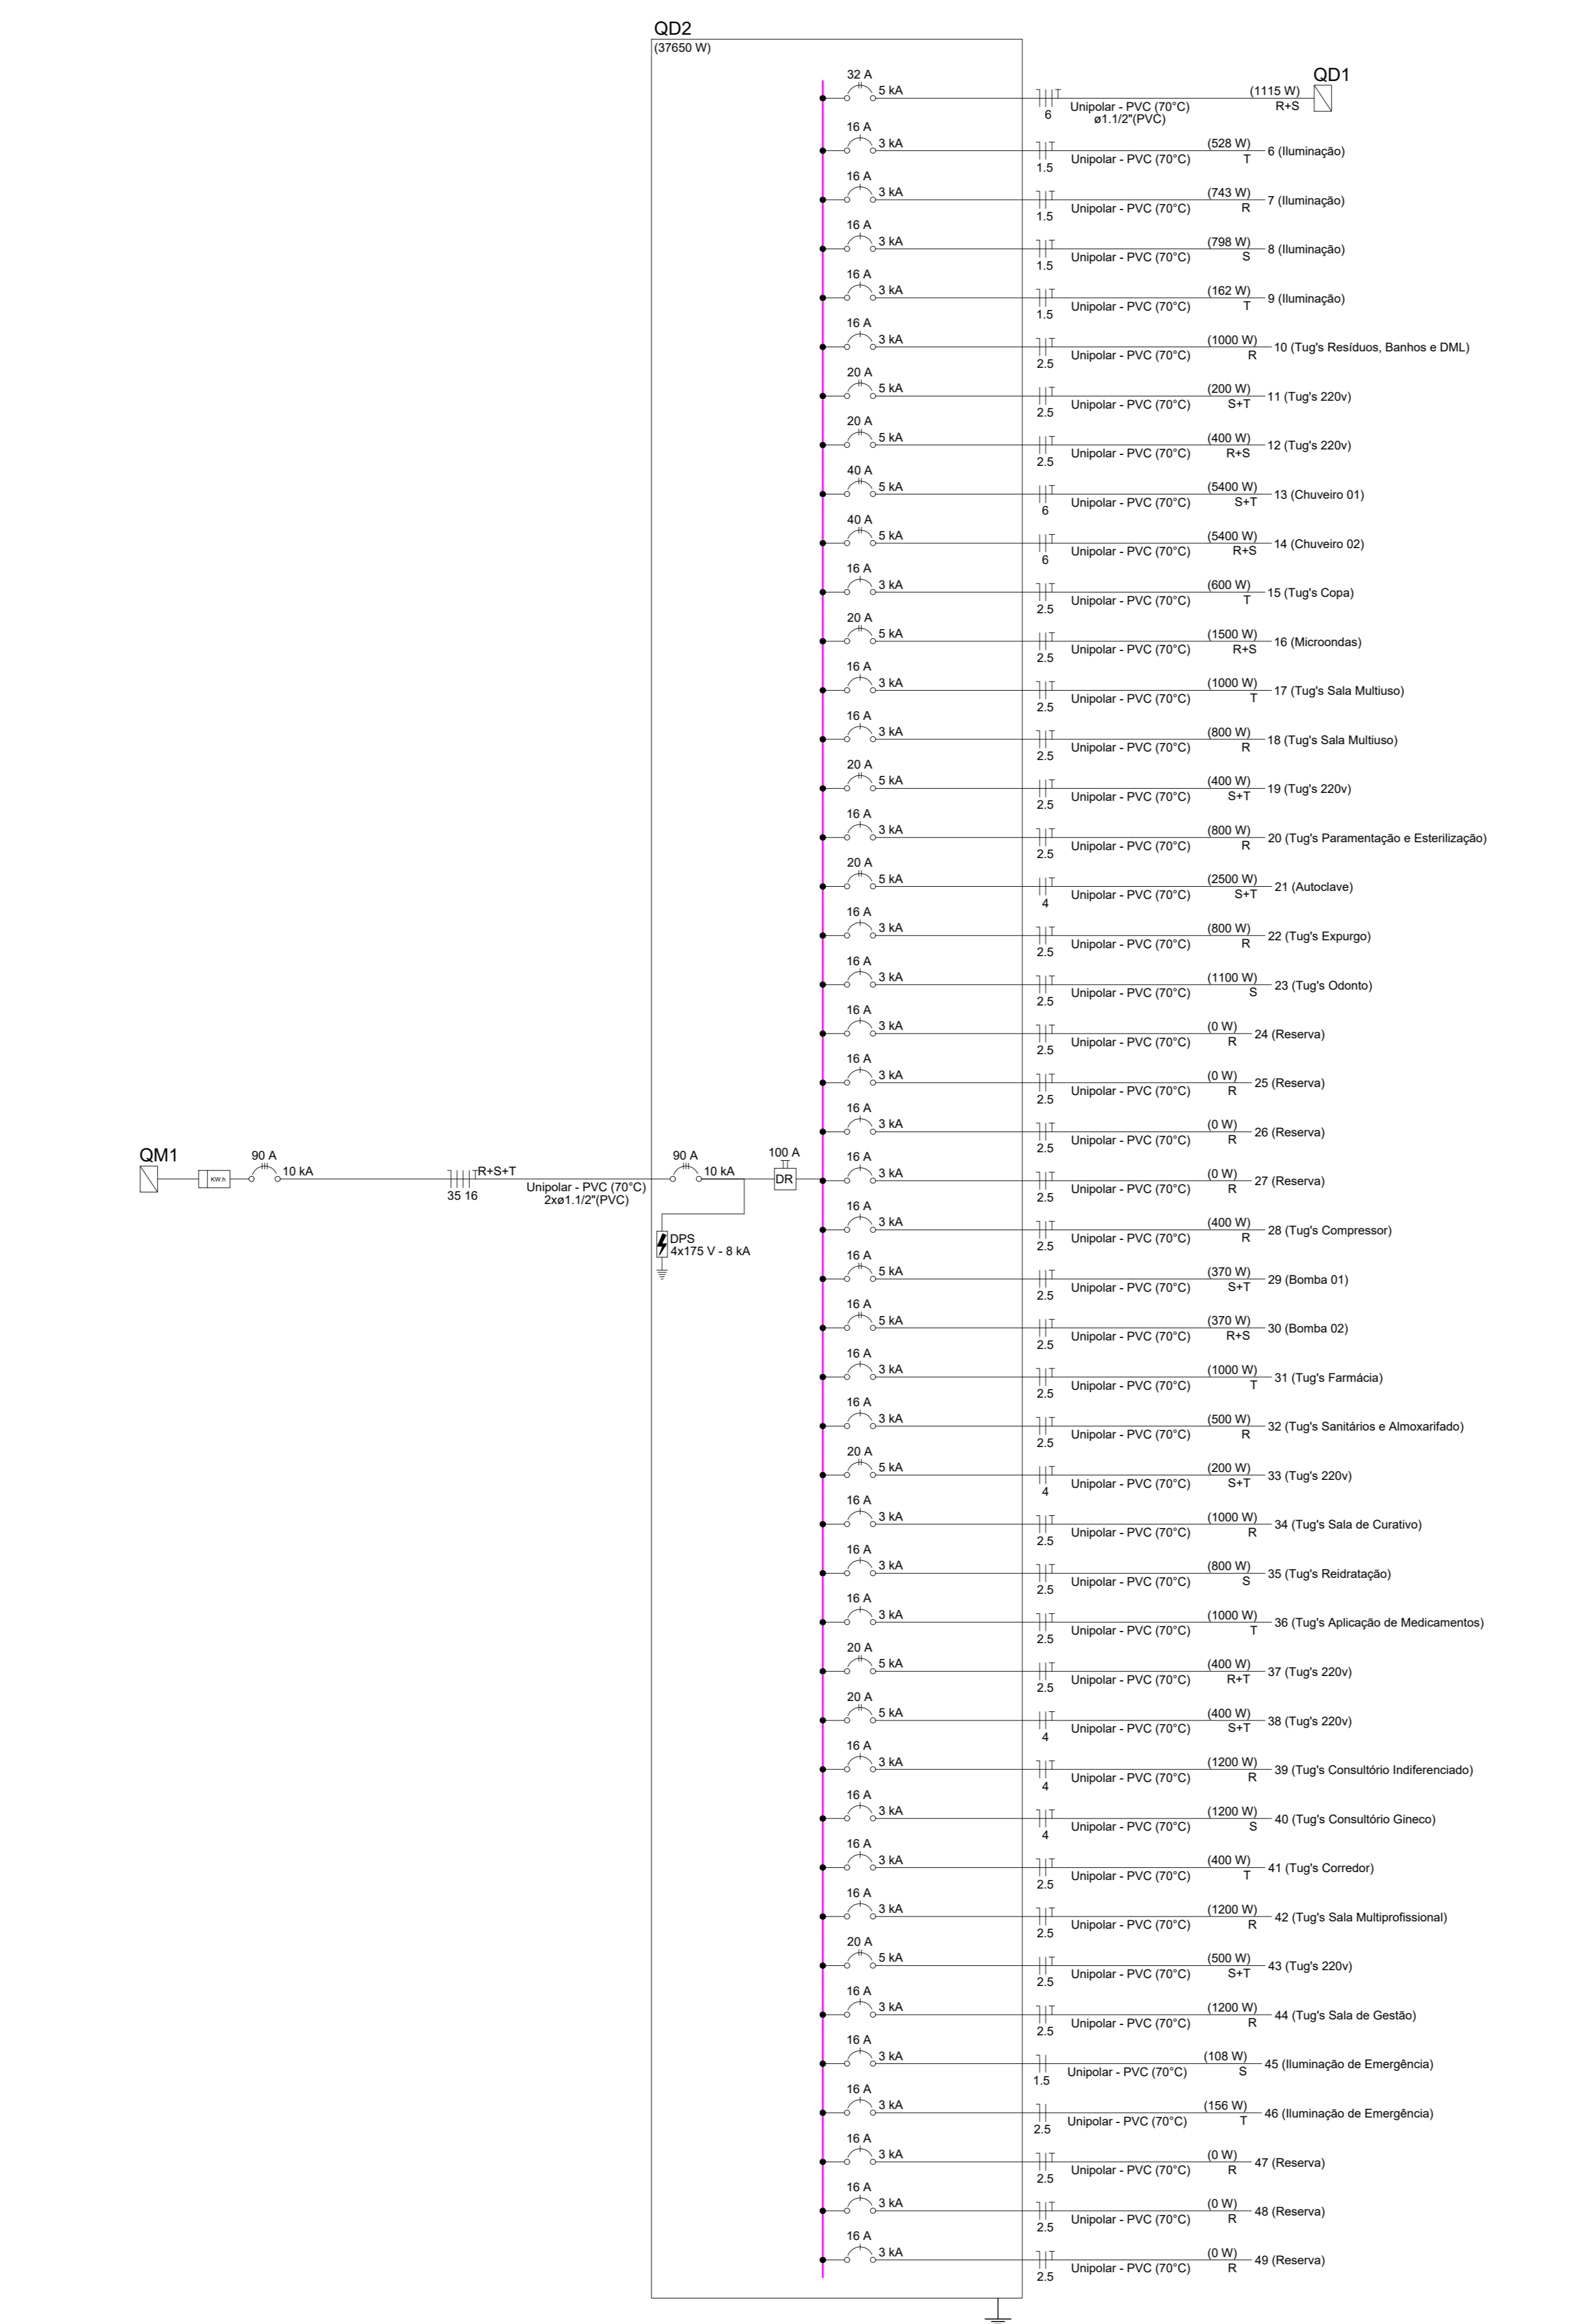 QD2
(37650 W)
QD1
32 A
5 kA
6
Unipolar - PVC (70°C)
ø1.1/2"(PVC)
(1115 W)
R+S
16 A
3 kA
1.5
Unipolar - PVC (70°C)
(528 W)
T
6 (Iluminação)
16 A
3 kA
1.5
Unipolar - PVC (70°C)
(743 W)
R
7 (Iluminação)
16 A
3 kA
1.5
Unipolar - PVC (70°C)
(798 W)
S
8 (Iluminação)
16 A
3 kA
1.5
Unipolar - PVC (70°C)
(162 W)
T
9 (Iluminação)
16 A
3 kA
2.5
Unipolar - PVC (70°C)
(1000 W)
R
10 (Tug's Resíduos, Banhos e DML)
20 A
5 kA
2.5
Unipolar - PVC (70°C)
(200 W)
S+T
11 (Tug's 220v)
20 A
5 kA
2.5
Unipolar - PVC (70°C)
(400 W)
R+S
12 (Tug's 220v)
40 A
5 kA
6
Unipolar - PVC (70°C)
(5400 W)
S+T
13 (Chuveiro 01)
40 A
5 kA
6
Unipolar - PVC (70°C)
(5400 W)
R+S
14 (Chuveiro 02)
16 A
3 kA
2.5
Unipolar - PVC (70°C)
(600 W)
T
15 (Tug's Copa)
20 A
5 kA
2.5
Unipolar - PVC (70°C)
(1500 W)
R+S
16 (Microondas)
16 A
3 kA
2.5
Unipolar - PVC (70°C)
(1000 W)
T
17 (Tug's Sala Multiuso)
16 A
3 kA
2.5
Unipolar - PVC (70°C)
(800 W)
R
18 (Tug's Sala Multiuso)
20 A
5 kA
2.5
Unipolar - PVC (70°C)
(400 W)
S+T
19 (Tug's 220v)
16 A
3 kA
2.5
Unipolar - PVC (70°C)
(800 W)
R
20 (Tug's Paramentação e Esterilização)
20 A
5 kA
4
Unipolar - PVC (70°C)
(2500 W)
S+T
21 (Autoclave)
16 A
3 kA
2.5
Unipolar - PVC (70°C)
(800 W)
R
22 (Tug's Expurgo)
16 A
3 kA
2.5
Unipolar - PVC (70°C)
(1100 W)
S
23 (Tug's Odonto)
16 A
3 kA
2.5
Unipolar - PVC (70°C)
(0 W)
R
24 (Reserva)
16 A
3 kA
2.5
Unipolar - PVC (70°C)
(0 W)
R
25 (Reserva)
16 A
3 kA
2.5
Unipolar - PVC (70°C)
(0 W)
R
26 (Reserva)
QM1
KW.h
90 A
10 kA
R+S+T
35 16
Unipolar - PVC (70°C)
2xø1.1/2"(PVC)
90 A
10 kA
100 A
DR
DPS
4x175 V - 8 kA
16 A
3 kA
2.5
Unipolar - PVC (70°C)
(0 W)
R
27 (Reserva)
16 A
3 kA
2.5
Unipolar - PVC (70°C)
(400 W)
R
28 (Tug's Compressor)
16 A
5 kA
2.5
Unipolar - PVC (70°C)
(370 W)
S+T
29 (Bomba 01)
16 A
5 kA
2.5
Unipolar - PVC (70°C)
(370 W)
R+S
30 (Bomba 02)
16 A
3 kA
2.5
Unipolar - PVC (70°C)
(1000 W)
T
31 (Tug's Farmácia)
16 A
3 kA
2.5
Unipolar - PVC (70°C)
(500 W)
R
32 (Tug's Sanitários e Almoxarifado)
20 A
5 kA
4
Unipolar - PVC (70°C)
(200 W)
S+T
33 (Tug's 220v)
16 A
3 kA
2.5
Unipolar - PVC (70°C)
(1000 W)
R
34 (Tug's Sala de Curativo)
16 A
3 kA
2.5
Unipolar - PVC (70°C)
(800 W)
S
35 (Tug's Reidratação)
16 A
3 kA
2.5
Unipolar - PVC (70°C)
(1000 W)
T
36 (Tug's Aplicação de Medicamentos)
20 A
5 kA
2.5
Unipolar - PVC (70°C)
(400 W)
R+T
37 (Tug's 220v)
20 A
5 kA
4
Unipolar - PVC (70°C)
(400 W)
S+T
38 (Tug's 220v)
16 A
3 kA
4
Unipolar - PVC (70°C)
(1200 W)
R
39 (Tug's Consultório Indiferenciado)
16 A
3 kA
4
Unipolar - PVC (70°C)
(1200 W)
S
40 (Tug's Consultório Gineco)
16 A
3 kA
2.5
Unipolar - PVC (70°C)
(400 W)
T
41 (Tug's Corredor)
16 A
3 kA
2.5
Unipolar - PVC (70°C)
(1200 W)
R
42 (Tug's Sala Multiprofissional)
20 A
5 kA
2.5
Unipolar - PVC (70°C)
(500 W)
S+T
43 (Tug's 220v)
16 A
3 kA
2.5
Unipolar - PVC (70°C)
(1200 W)
R
44 (Tug's Sala de Gestão)
16 A
3 kA
1.5
Unipolar - PVC (70°C)
(108 W)
S
45 (Iluminação de Emergência)
16 A
3 kA
2.5
Unipolar - PVC (70°C)
(156 W)
T
46 (Iluminação de Emergência)
16 A
3 kA
2.5
Unipolar - PVC (70°C)
(0 W)
R
47 (Reserva)
16 A
3 kA
2.5
Unipolar - PVC (70°C)
(0 W)
R
48 (Reserva)
16 A
3 kA
2.5
Unipolar - PVC (70°C)
(0 W)
R
49 (Reserva)